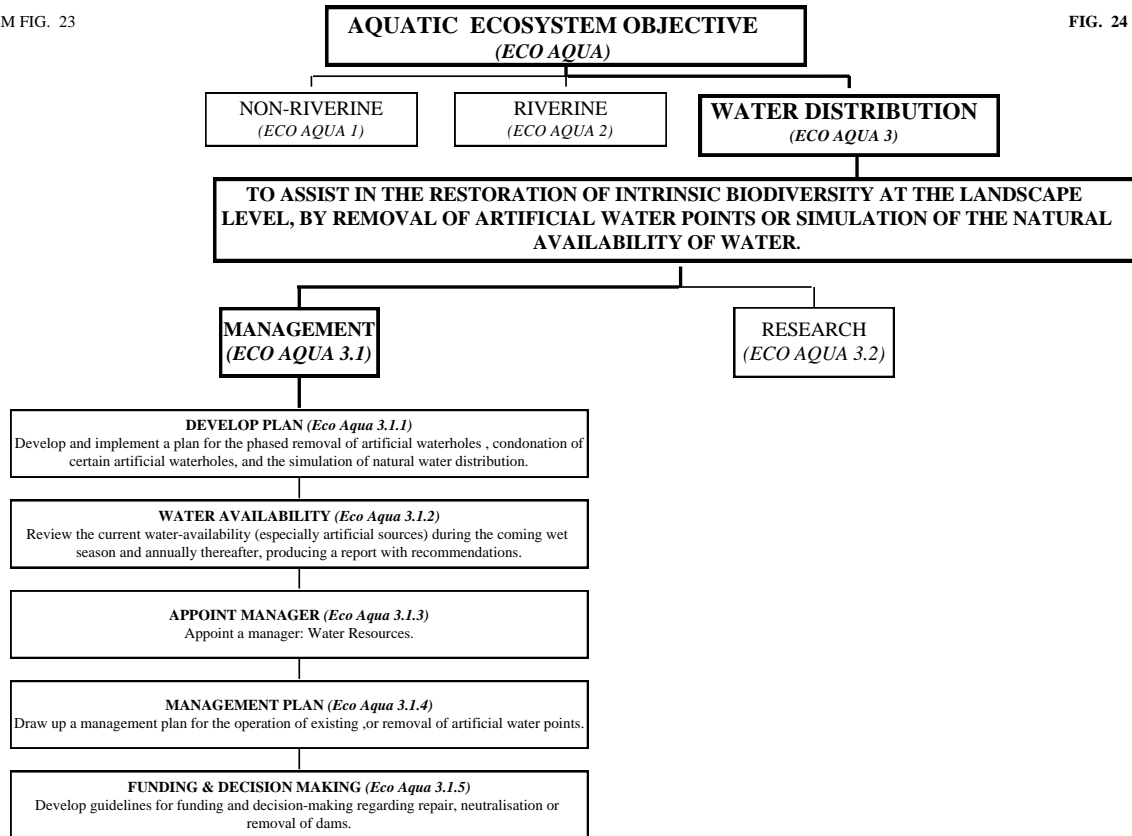 M FIG. 23
FIG. 24
AQUATIC ECOSYSTEM OBJECTIVE
(ECO AQUA)
NON-RIVERINE
(ECO AQUA 1)
RIVERINE
(ECO AQUA 2)
WATER DISTRIBUTION
(ECO AQUA 3)
TO ASSIST IN THE RESTORATION OF INTRINSIC BIODIVERSITY AT THE LANDSCAPE
LEVEL, BY REMOVAL OF ARTIFICIAL WATER POINTS OR SIMULATION OF THE NATURAL
AVAILABILITY OF WATER.
MANAGEMENT
(ECO AQUA 3.1)
RESEARCH
(ECO AQUA 3.2)
DEVELOP PLAN (Eco Aqua 3.1.1)
Develop and implement a plan for the phased removal of artificial waterholes , condonation of
certain artificial waterholes, and the simulation of natural water distribution.
WATER AVAILABILITY (Eco Aqua 3.1.2)
Review the current water-availability (especially artificial sources) during the coming wet
season and annually thereafter, producing a report with recommendations.
APPOINT MANAGER (Eco Aqua 3.1.3)
Appoint a manager: Water Resources.
MANAGEMENT PLAN (Eco Aqua 3.1.4)
Draw up a management plan for the operation of existing ,or removal of artificial water points.
FUNDING & DECISION MAKING (Eco Aqua 3.1.5)
Develop guidelines for funding and decision-making regarding repair, neutralisation or
removal of dams.